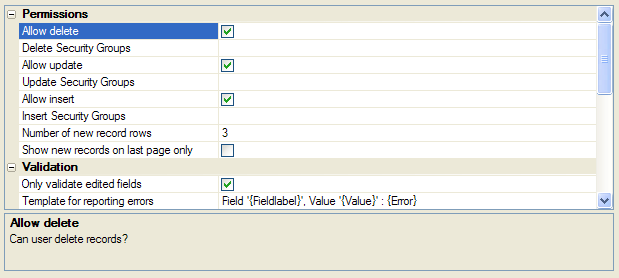 Permissions
Allow delete
Delete Security Groups
Allow update
Update Security Groups
Allow insert
Insert Security Groups
Number of new record rows 3
Show new records on last page only
Validation
Only validate edited fields
Template for reporting errors Field '{Fieldlabel}', Value '{Value}' : {Error}
Allow delete
Can user delete records?